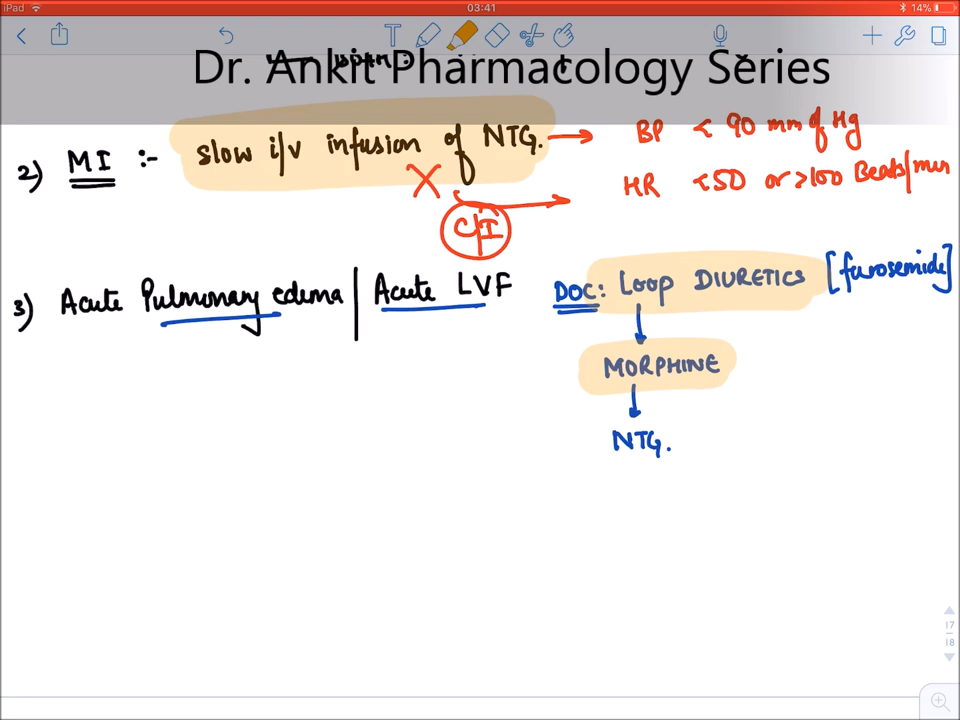 iPad 03:41 14%
Dr. Ankit Pharmacology Series
2) MI :- slow i/v infusion of NTG. → BP < 90 mm of Hg
X C/I → HR < 50 or > 100 Beats/min
3) Acute Pulmonary edema | Acute LVF DOC: Loop DIURETICS [furosemide]
↓
MORPHINE
↓
NTG.
17
18